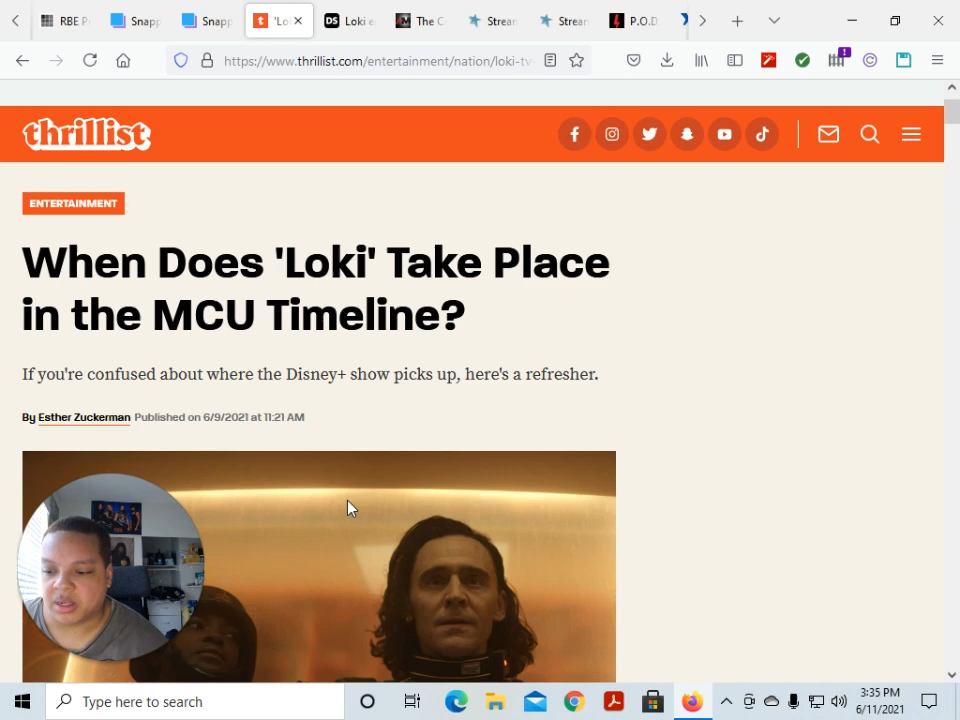 RBE P
Snapp
Snapp
'Lo
Loki e
The C
Stream
Stream
P.O.D
https://www.thrillist.com/entertainment/nation/loki-tv
thrillist
ENTERTAINMENT
When Does 'Loki' Take Place
in the MCU Timeline?
If you're confused about where the Disney+ show picks up, here's a refresher.
By Esther Zuckerman Published on 6/9/2021 at 11:21 AM
Type here to search
3:35 PM
6/11/2021